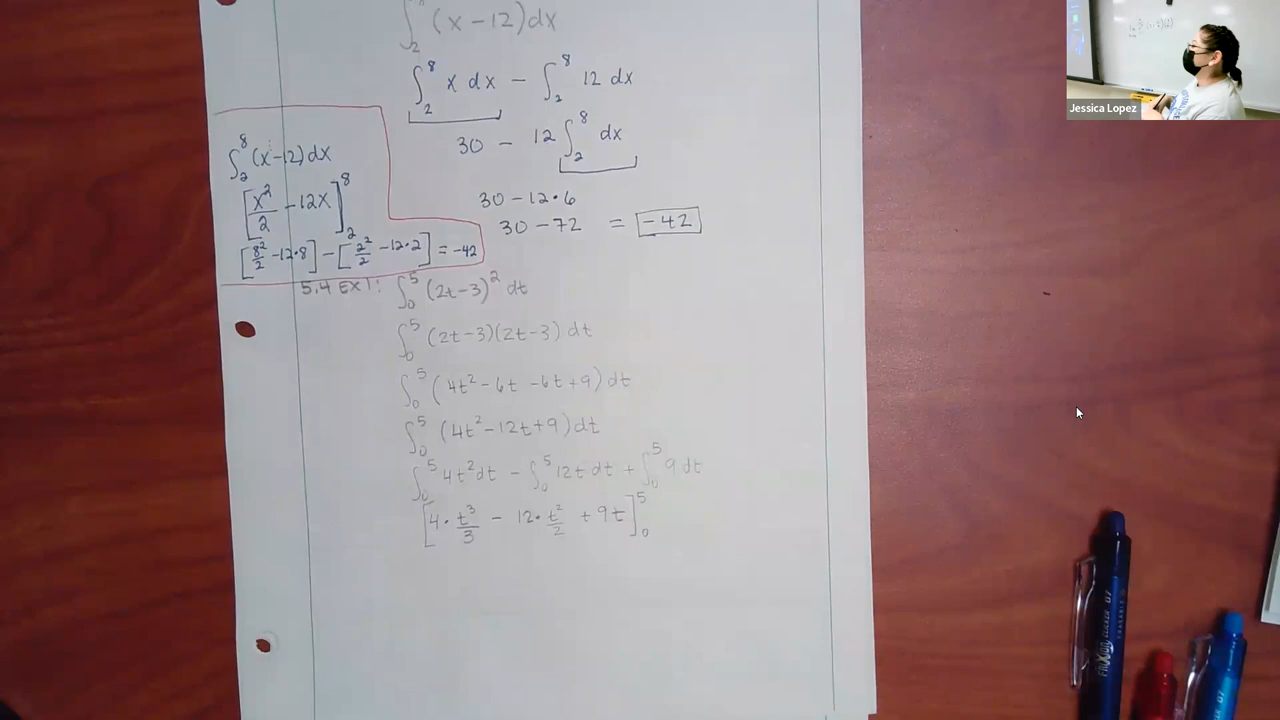 ∫₂⁸ (x-12)dx
∫₂⁸ x dx - ∫₂⁸ 12 dx
30 - 12 ∫₂⁸ dx
30 - 12·6
30 - 72 = -42
∫₂⁸ (x-12) dx
[x²/2 - 12x]₂⁸
[8²/2 - 12·8] - [2²/2 - 12·2] = -42
5.4 EX 1: ∫₀⁵ (2t-3)² dt
∫₀⁵ (2t-3)(2t-3) dt
∫₀⁵ (4t² - 6t - 6t + 9) dt
∫₀⁵ (4t² - 12t + 9) dt
∫₀⁵ 4t² dt - ∫₀⁵ 12t dt + ∫₀⁵ 9 dt
[4· t³/3 - 12· t²/2 + 9t]₀⁵
Jessica Lopez